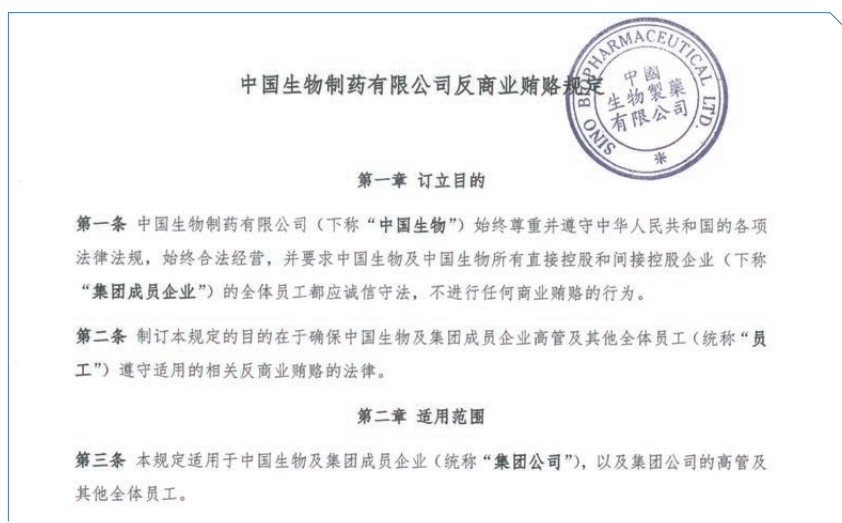 中国生物制药有限公司反商业贿赂规定
SINO BIOPHARMACEUTICAL LTD.
中國
生物製藥
有限公司
*
第一章 订立目的
第一条 中国生物制药有限公司（下称“中国生物”）始终尊重并遵守中华人民共和国的各项
法律法规，始终合法经营，并要求中国生物及中国生物所有直接控股和间接控股企业（下称
“集团成员企业”）的全体员工都应诚信守法，不进行任何商业贿赂的行为。
第二条 制订本规定的目的在于确保中国生物及集团成员企业高管及其他全体员工（统称“员
工”）遵守适用的相关反商业贿赂的法律。
第二章 适用范围
第三条 本规定适用于中国生物及集团成员企业（统称“集团公司”），以及集团公司的高管及
其他全体员工。